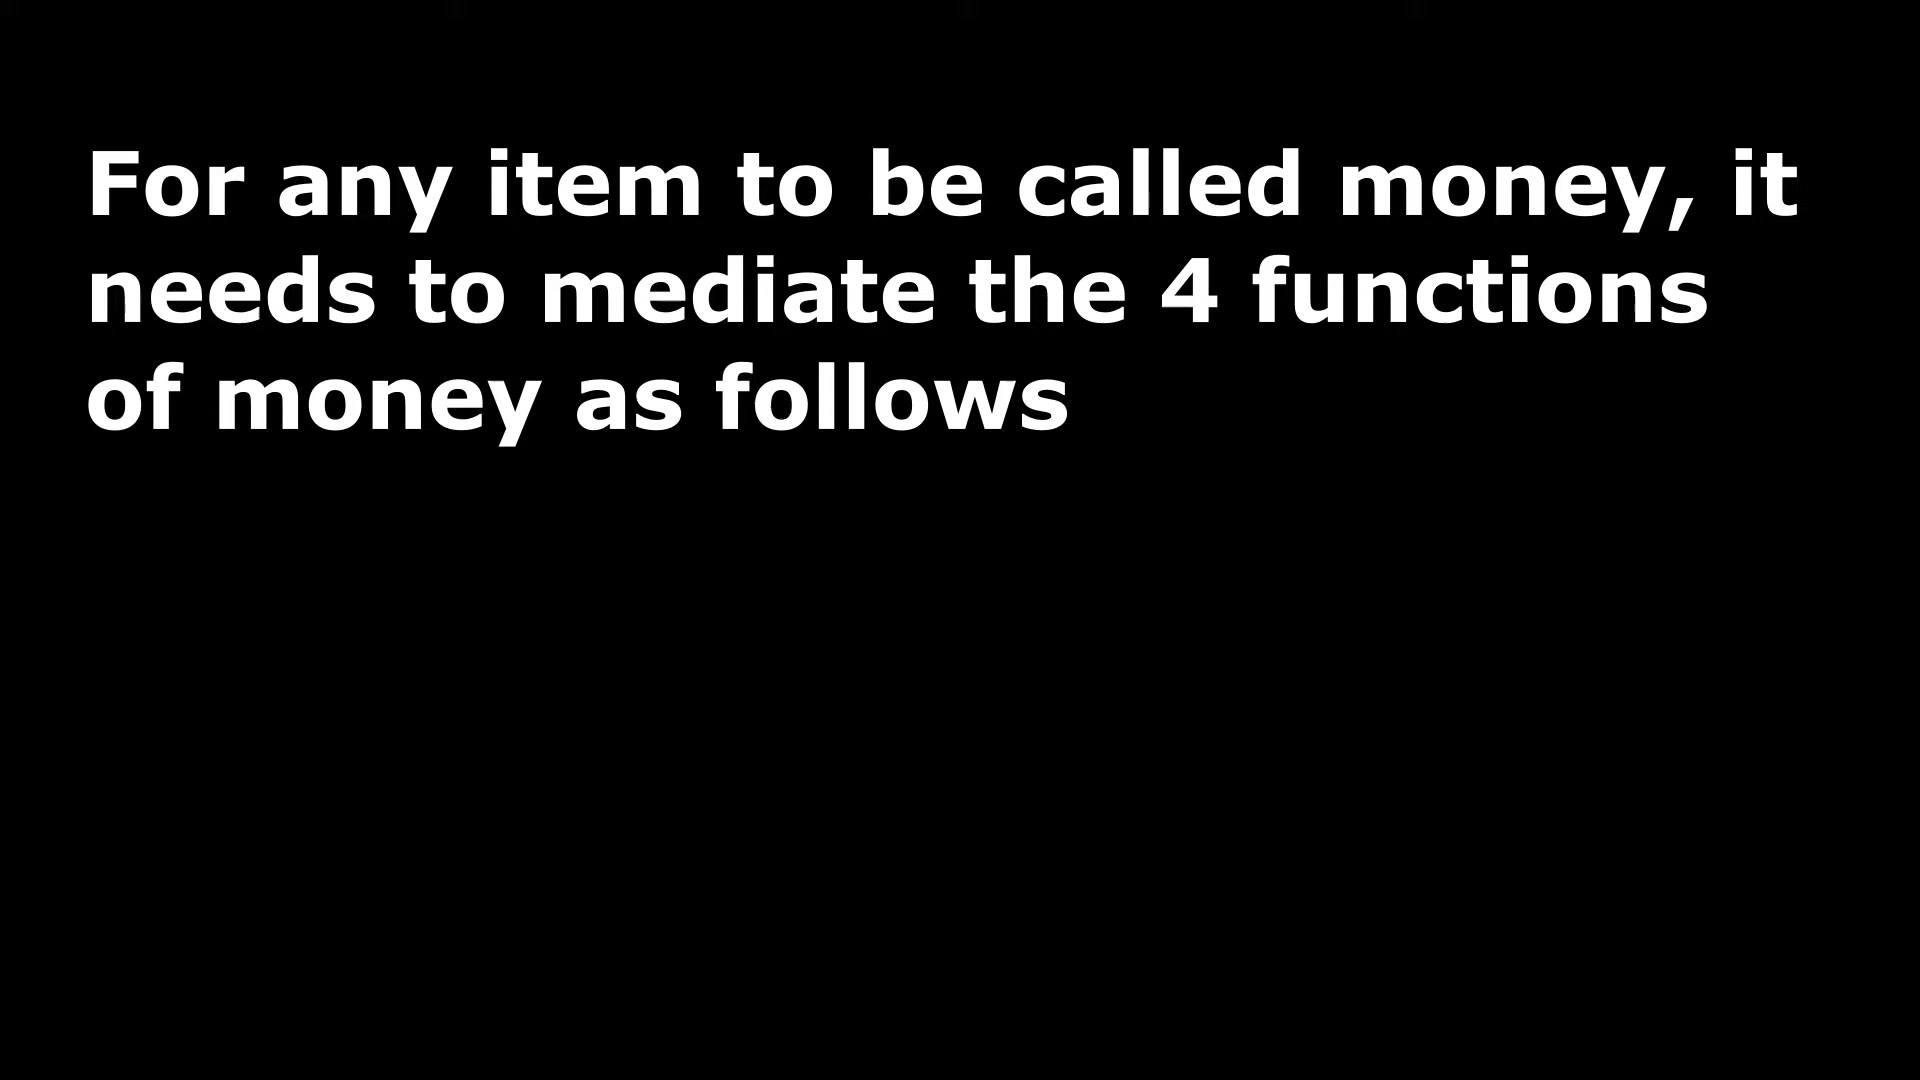 For any item to be called money, it
needs to mediate the 4 functions
of money as follows